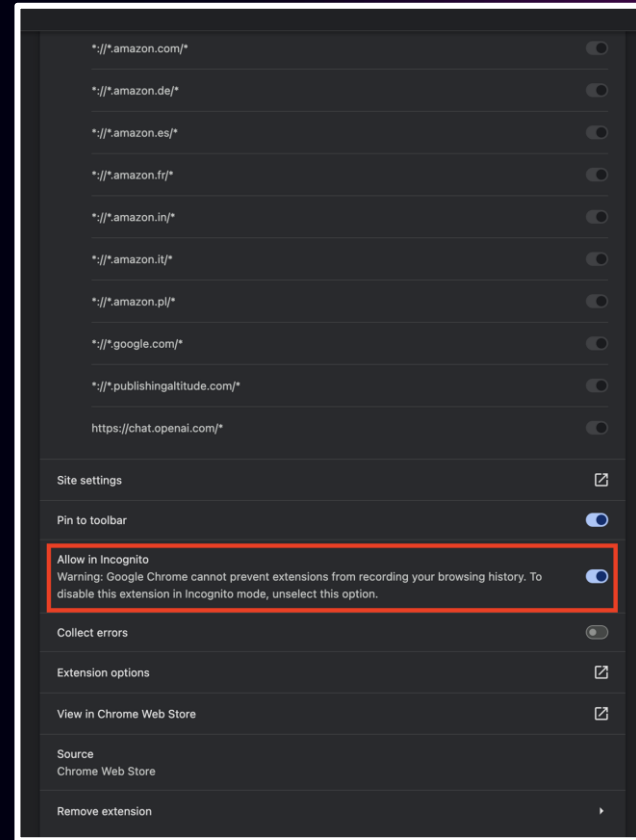 *://*.amazon.com/*
*://*.amazon.de/*
*://*.amazon.es/*
*://*.amazon.fr/*
*://*.amazon.in/*
*://*.amazon.it/*
*://*.amazon.pl/*
*://*.google.com/*
*://*.publishingaltitude.com/*
https://chat.openai.com/*
Site settings
Pin to toolbar
Allow in Incognito
Warning: Google Chrome cannot prevent extensions from recording your browsing history. To
disable this extension in Incognito mode, unselect this option.
Collect errors
Extension options
View in Chrome Web Store
Source
Chrome Web Store
Remove extension